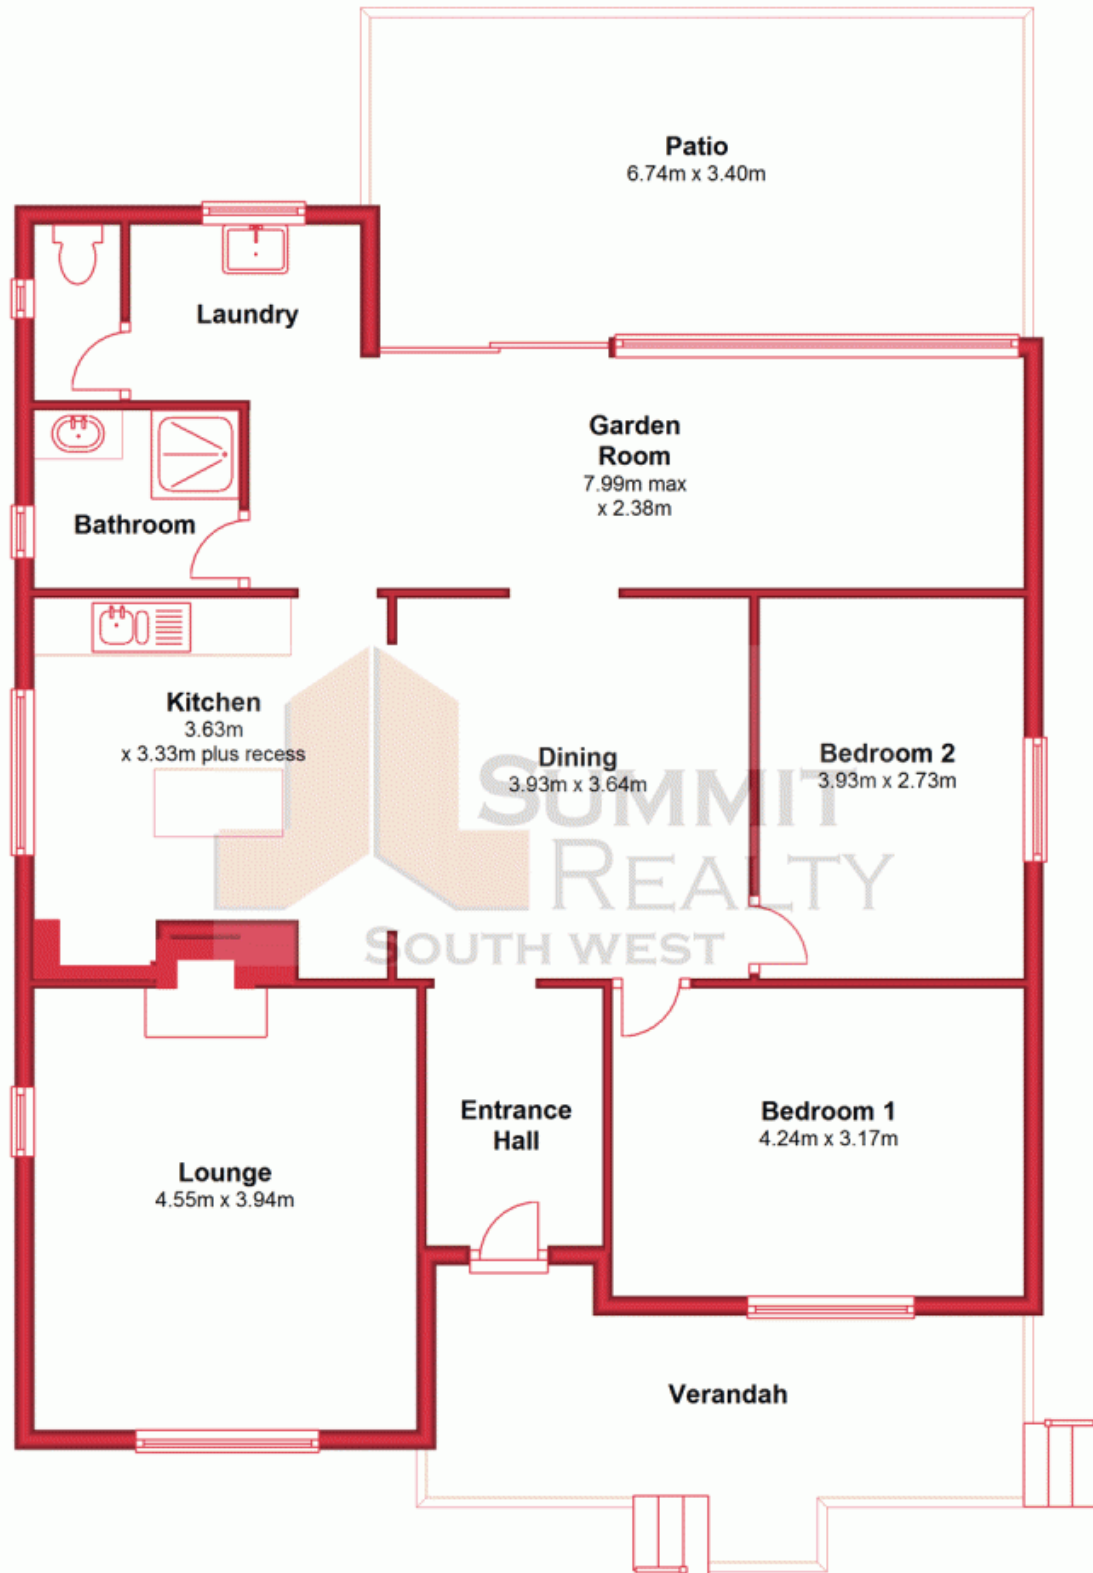 Patio
6.74m x 3.40m
Laundry
Garden
Room
7.99m max
x 2.38m
Bathroom
Kitchen
3.63m
x 3.33m plus recess
Dining
3.93m x 3.64m
Bedroom 2
3.93m x 2.73m
SUMMIT
REALTY
SOUTH WEST
Entrance
Hall
Bedroom 1
4.24m x 3.17m
Lounge
4.55m x 3.94m
Verandah